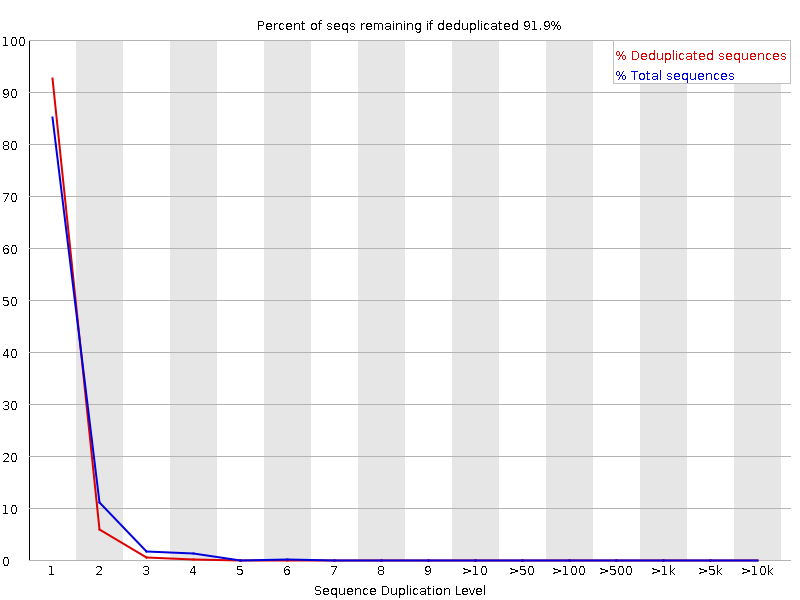 Percent of seqs remaining if deduplicated 91.9%
% Deduplicated sequences
% Total sequences
100
90
80
70
60
50
40
30
20
10
0
1 2 3 4 5 6 7 8 9 >10 >50 >100 >500 >1k >5k >10k
Sequence Duplication Level